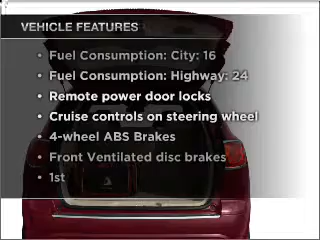 VEHICLE FEATURES
• Fuel Consumption: City: 16
• Fuel Consumption: Highway: 24
• Remote power door locks
• Cruise controls on steering wheel
• 4-wheel ABS Brakes
• Front Ventilated disc brakes
• 1st